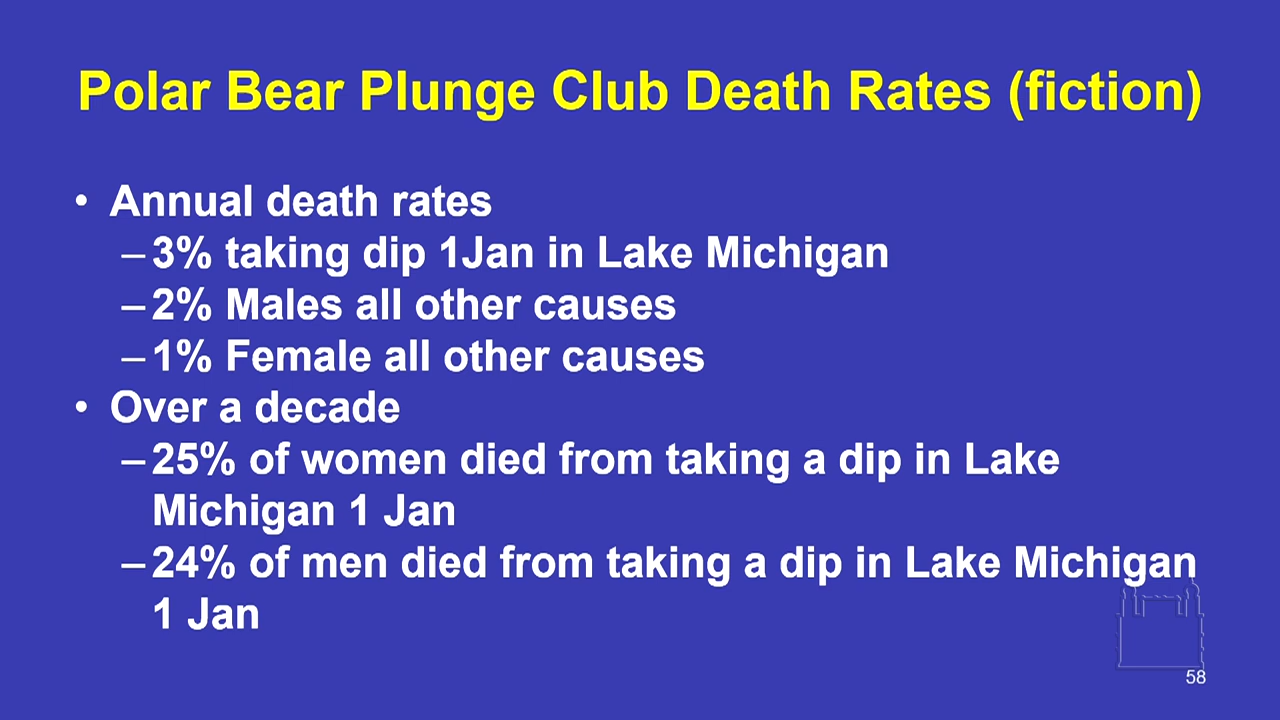 Polar Bear Plunge Club Death Rates (fiction)
• Annual death rates
– 3% taking dip 1Jan in Lake Michigan
– 2% Males all other causes
– 1% Female all other causes
• Over a decade
– 25% of women died from taking a dip in Lake
Michigan 1 Jan
– 24% of men died from taking a dip in Lake Michigan
1 Jan
58